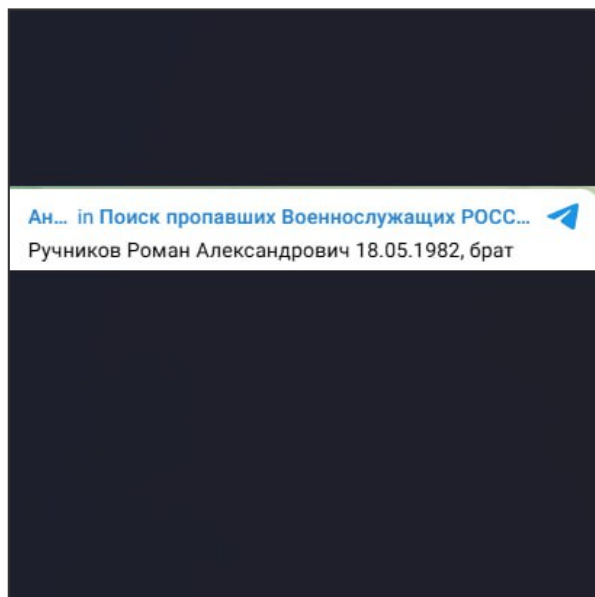 Ан... in Поиск пропавших Военнослужащих РОСС...
Ручников Роман Александрович 18.05.1982, брат